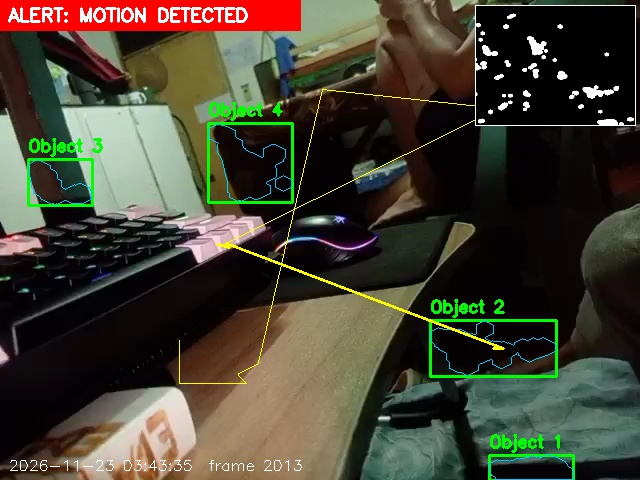 ALERT: MOTION DETECTED
Object 4
Object 3
Object 2
Object 1
2026-11-23 03:43:35 frame 2013